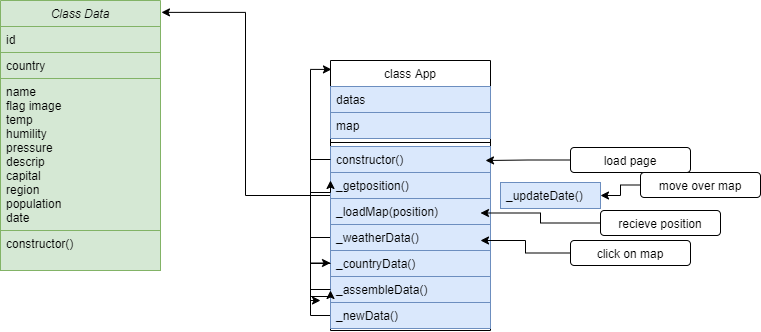 Class Data
id
country
name
flag image
temp
humility
pressure
descrip
capital
region
population
date
constructor()
class App
datas
map
constructor()
_getposition()
_loadMap(position)
_weatherData()
_countryData()
_assembleData()
_newData()
_updateDate()
load page
move over map
recieve position
click on map